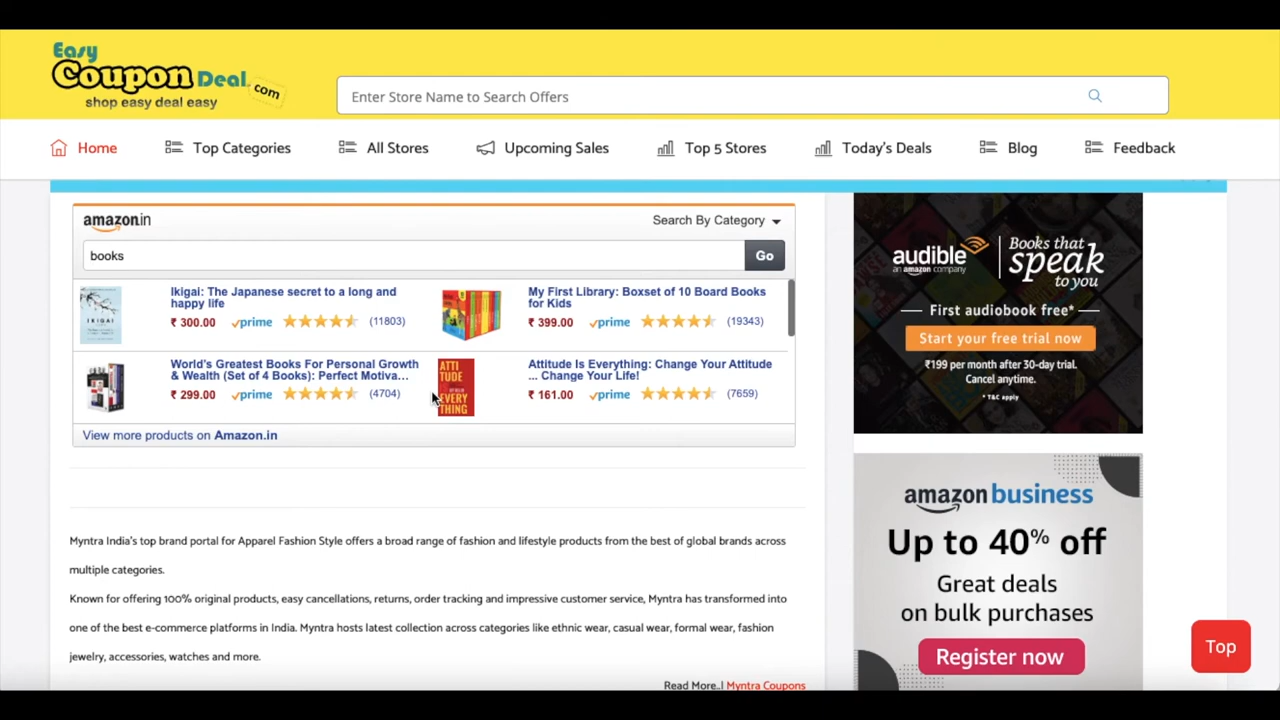 Easy
Coupon Deal .com
shop easy deal easy
Enter Store Name to Search Offers
Home
Top Categories
All Stores
Upcoming Sales
Top 5 Stores
Today's Deals
Blog
Feedback
amazon.in
Search By Category
books
Go
IKIGAI
Ikigai: The Japanese secret to a long and
happy life
₹ 300.00 prime (11803)
My First Library: Boxset of 10 Board Books
for Kids
₹ 399.00 prime (19343)
World's Greatest Books For Personal Growth
& Wealth (Set of 4 Books): Perfect Motiva...
₹ 299.00 prime (4704)
ATTI
TUDE
EVERY
THING
Attitude Is Everything: Change Your Attitude
... Change Your Life!
₹ 161.00 prime (7659)
View more products on Amazon.in
Myntra India's top brand portal for Apparel Fashion Style offers a broad range of fashion and lifestyle products from the best of global brands across
multiple categories.
Known for offering 100% original products, easy cancellations, returns, order tracking and impressive customer service, Myntra has transformed into
one of the best e-commerce platforms in India. Myntra hosts latest collection across categories like ethnic wear, casual wear, formal wear, fashion
jewelry, accessories, watches and more.
Read More..| Myntra Coupons
audible
an amazon company
Books that
speak
to you
First audiobook free*
Start your free trial now
₹199 per month after 30-day trial.
Cancel anytime.
* T&C apply
amazon business
Up to 40% off
Great deals
on bulk purchases
Register now
Top